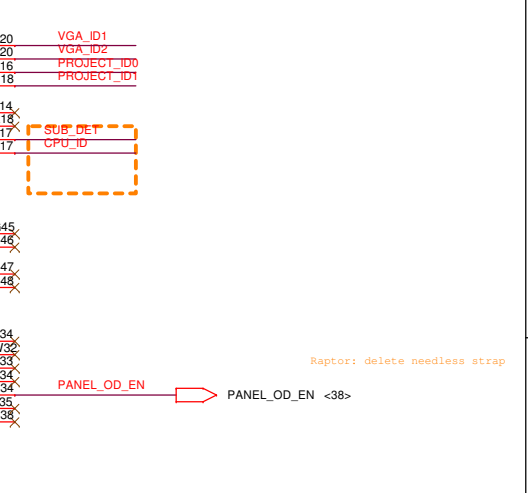 20 VGA_ID1
20 VGA_ID2
16 PROJECT_ID0
18 PROJECT_ID1
14
18
17 SUB_DET
17 CPU_ID
45
46
47
48
34
32
33
Raptor: delete needless strap
34
34 PANEL_OD_EN PANEL_OD_EN <38>
35
38